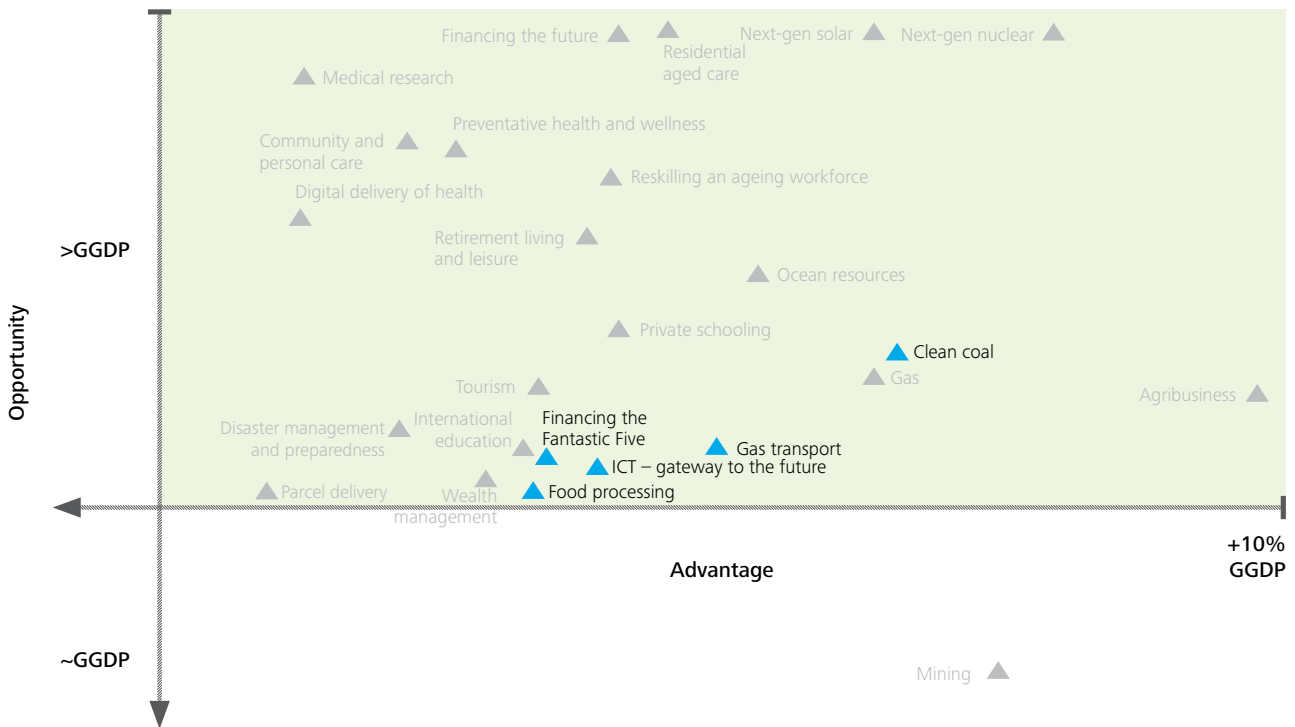 Financing the future
Residential
aged care
Next-gen solar
Next-gen nuclear
Medical research
Preventative health and wellness
Community and
personal care
Reskilling an ageing workforce
Digital delivery of health
Retirement living
and leisure
>GGDP
Ocean resources
Private schooling
Clean coal
Gas
Opportunity
Tourism
Agribusiness
International
education
Financing the
Fantastic Five
Disaster management
and preparedness
Gas transport
ICT – gateway to the future
Parcel delivery
Wealth
management
Food processing
+10%
GGDP
Advantage
~GGDP
Mining